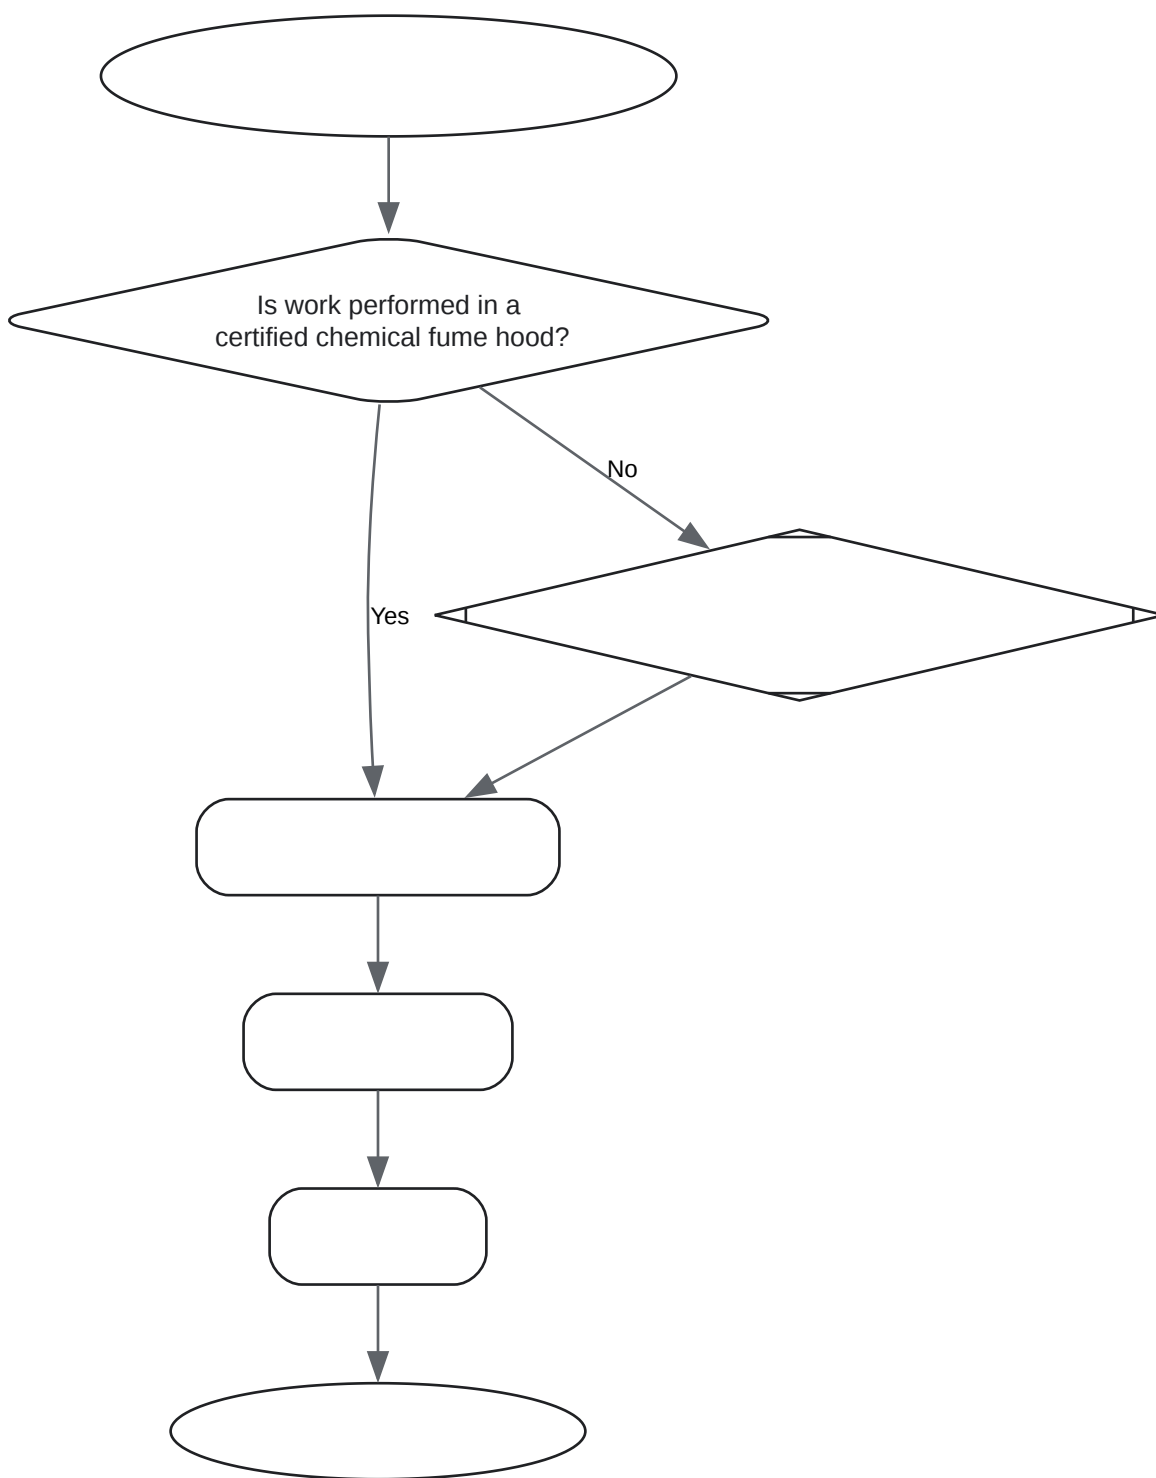 Is work performed in a
certified chemical fume hood?
No
Yes